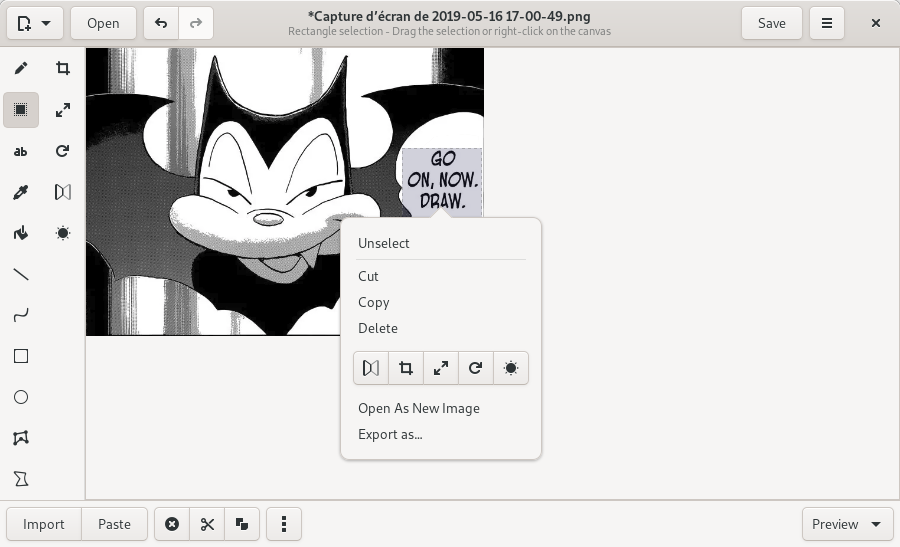 Open
*Capture d’écran de 2019-05-16 17-00-49.png
Rectangle selection - Drag the selection or right-click on the canvas
Save
ab
GO
ON, NOW.
DRAW.
Unselect
Cut
Copy
Delete
Open As New Image
Export as...
Import
Paste
Preview